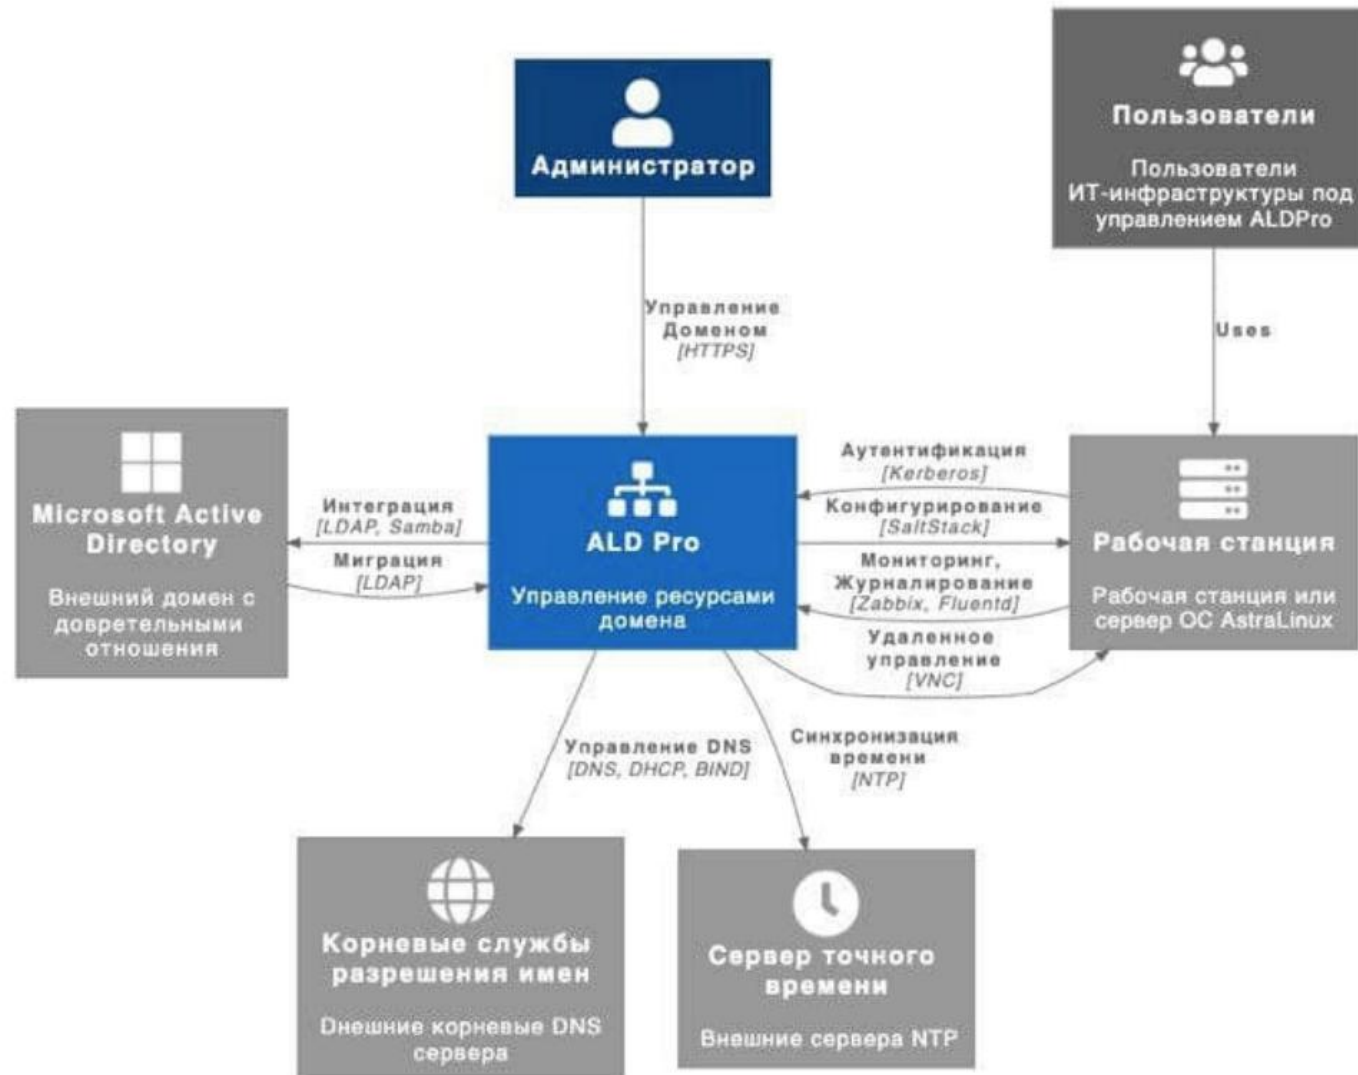 Администратор
Пользователи
Пользователи
ИТ-инфраструктуры под
управлением ALDPro
Управление
Доменом
[HTTPS]
Uses
Microsoft Active
Directory
Внешний домен с
довретельными
отношения
Интеграция
[LDAP, Samba]
Миграция
[LDAP]
ALD Pro
Управление ресурсами
домена
Аутентификация
[Kerberos]
Конфигурирование
[SaltStack]
Мониторинг,
Журналирование
[Zabbix, Fluentd]
Удаленное
управление
[VNC]
Рабочая станция
Рабочая станция или
сервер ОС AstraLinux
Управление DNS
[DNS, DHCP, BIND]
Синхронизация
времени
[NTP]
Корневые службы
разрешения имен
Dнешние корневые DNS
сервера
Сервер точного
времени
Внешние сервера NTP